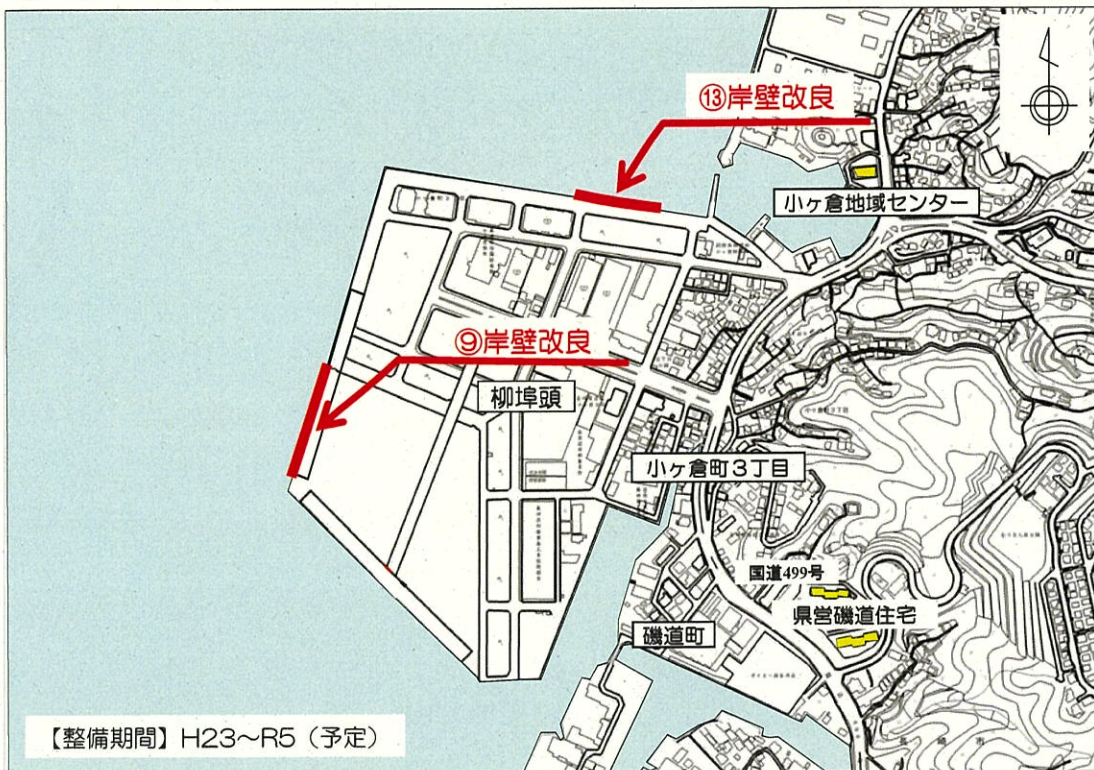 ⑬岸壁改良
小ヶ倉地域センター
⑨岸壁改良
柳埠頭
小ヶ倉町3丁目
国道499号
県営磯道住宅
磯道町
【整備期間】H23~R5(予定)